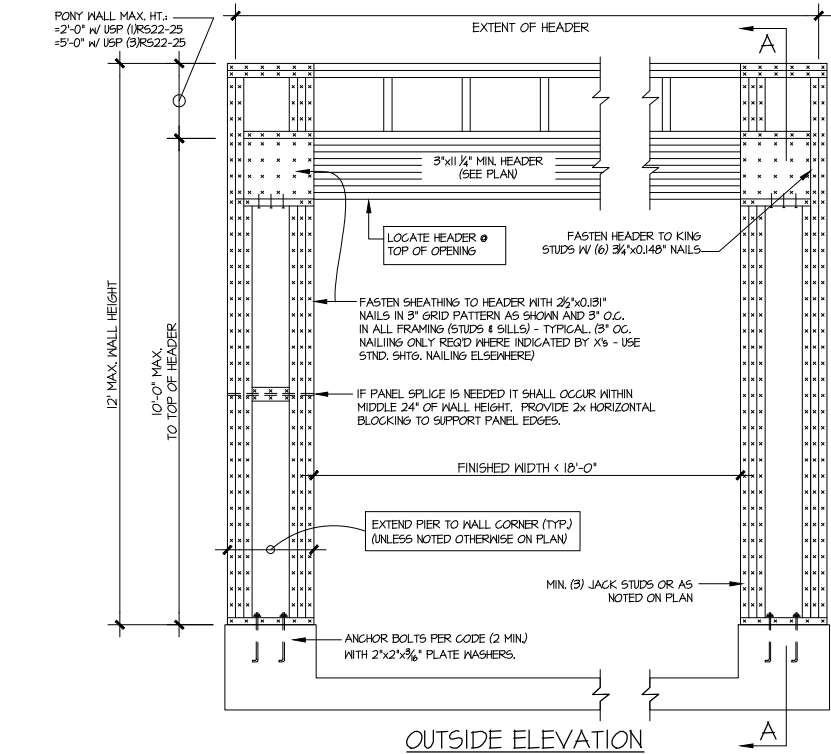 PONY WALL MAX. HT.:
=2'-0" W/ USP (1)RS22-25
=5'-0" W/ USP (3)RS22-25
EXTENT OF HEADER
A
3"x11 1/4" MIN. HEADER
(SEE PLAN)
LOCATE HEADER @
TOP OF OPENING
FASTEN HEADER TO KING
STUDS W/ (6) 3 1/4"x0.148" NAILS
FASTEN SHEATHING TO HEADER WITH 2 1/2"x0.131"
NAILS IN 3" GRID PATTERN AS SHOWN AND 3" O.C.
IN ALL FRAMING (STUDS & SILLS) - TYPICAL. (3" OC.
NAILIING ONLY REQ'D WHERE INDICATED BY X'S - USE
STND. SHTG. NAILING ELSEWHERE)
12' MAX. WALL HEIGHT
10'-0" MAX.
TO TOP OF HEADER
IF PANEL SPLICE IS NEEDED IT SHALL OCCUR WITHIN
MIDDLE 24" OF WALL HEIGHT. PROVIDE 2x HORIZONTAL
BLOCKING TO SUPPORT PANEL EDGES.
FINISHED WIDTH < 18'-0"
EXTEND PIER TO WALL CORNER (TYP.)
(UNLESS NOTED OTHERWISE ON PLAN)
MIN. (3) JACK STUDS OR AS
NOTED ON PLAN
ANCHOR BOLTS PER CODE (2 MIN.)
WITH 2"x2"x3/16" PLATE WASHERS.
A
OUTSIDE ELEVATION